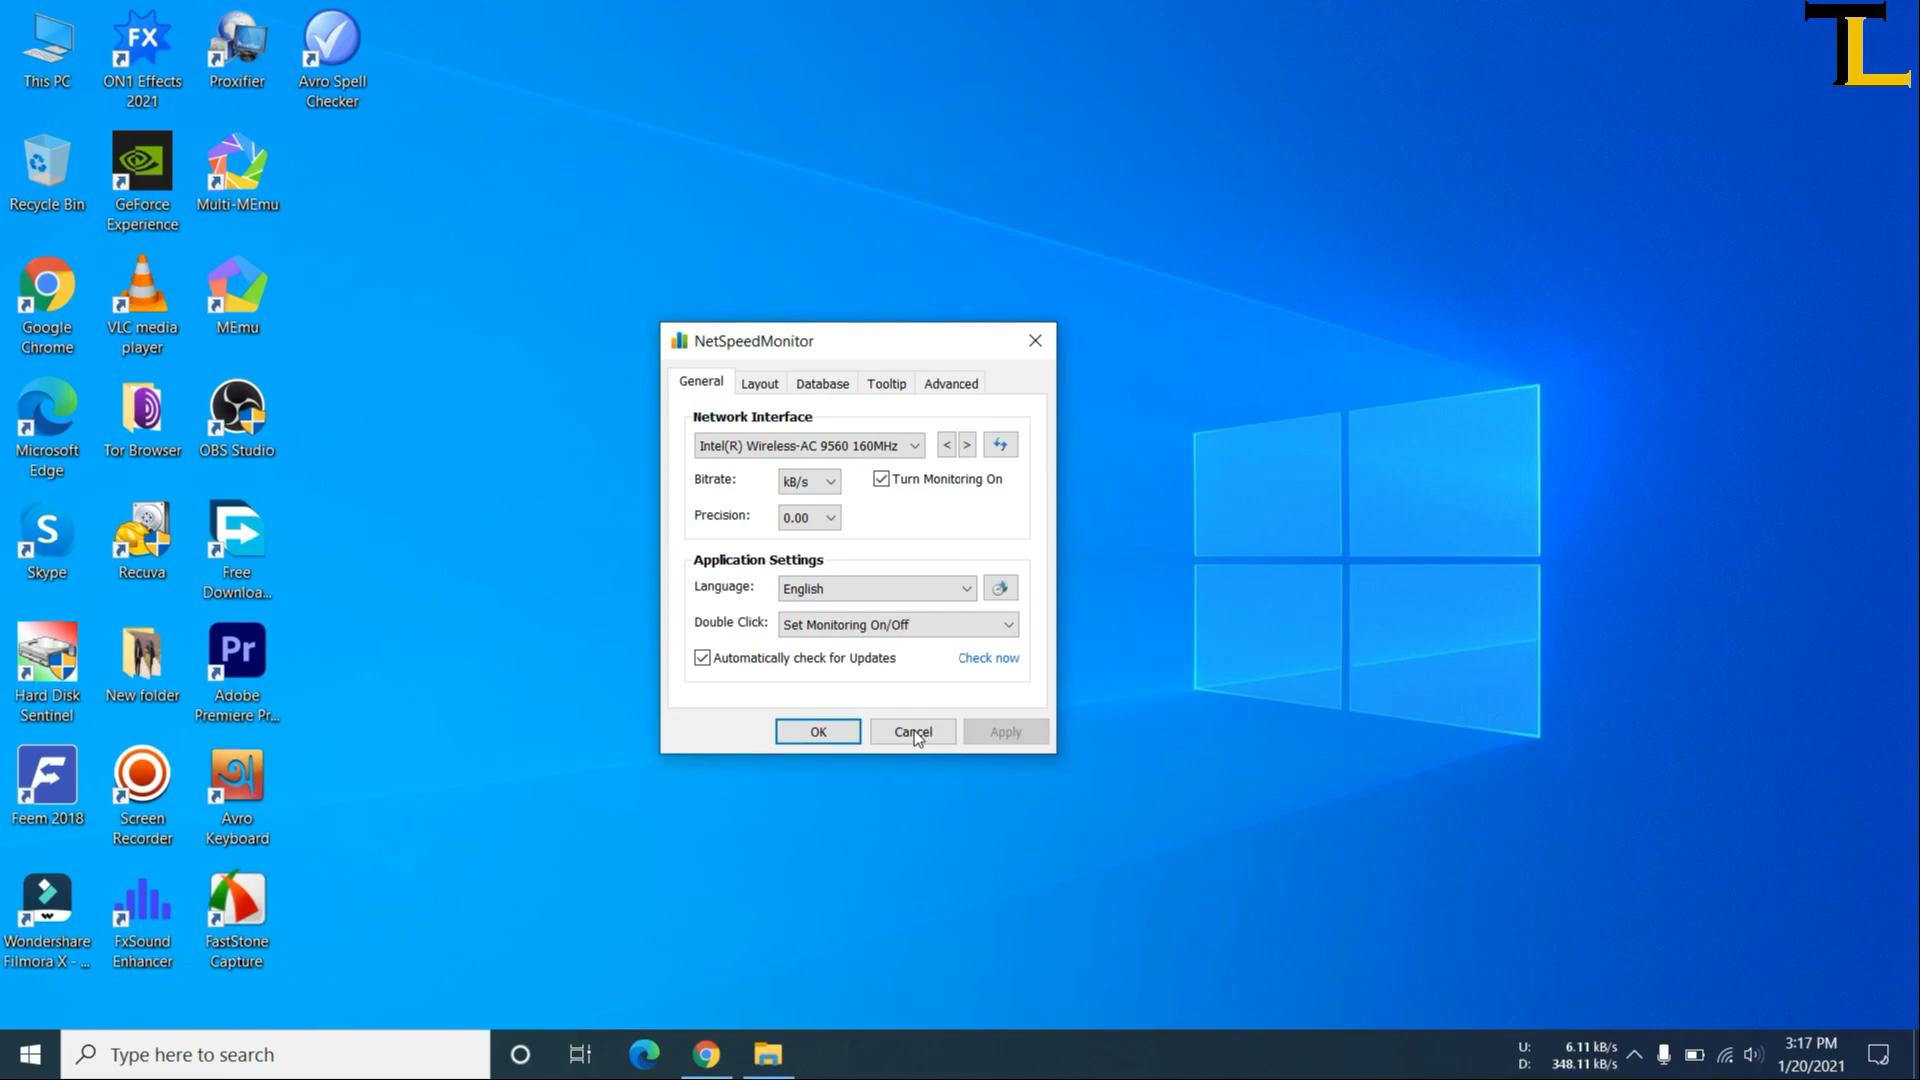 This PC
ON1 Effects
2021
Proxifier
Avro Spell
Checker
Recycle Bin
GeForce
Experience
Multi-MEmu
Google
Chrome
VLC media
player
MEmu
Microsoft
Edge
Tor Browser
OBS Studio
Skype
Recuva
Free
Downloa...
Hard Disk
Sentinel
New folder
Adobe
Premiere Pr...
Feem 2018
Screen
Recorder
Avro
Keyboard
Wondershare
Filmora X - ...
FxSound
Enhancer
FastStone
Capture
FX
S
Pr
অ
TL
NetSpeedMonitor
General Layout Database Tooltip Advanced
Network Interface
Intel(R) Wireless-AC 9560 160MHz < >
Bitrate: kB/s Turn Monitoring On
Precision: 0.00
Application Settings
Language: English
Double Click: Set Monitoring On/Off
Automatically check for Updates Check now
OK Cancel Apply
Type here to search
U: 6.11 kB/s
D: 348.11 kB/s
3:17 PM
1/20/2021